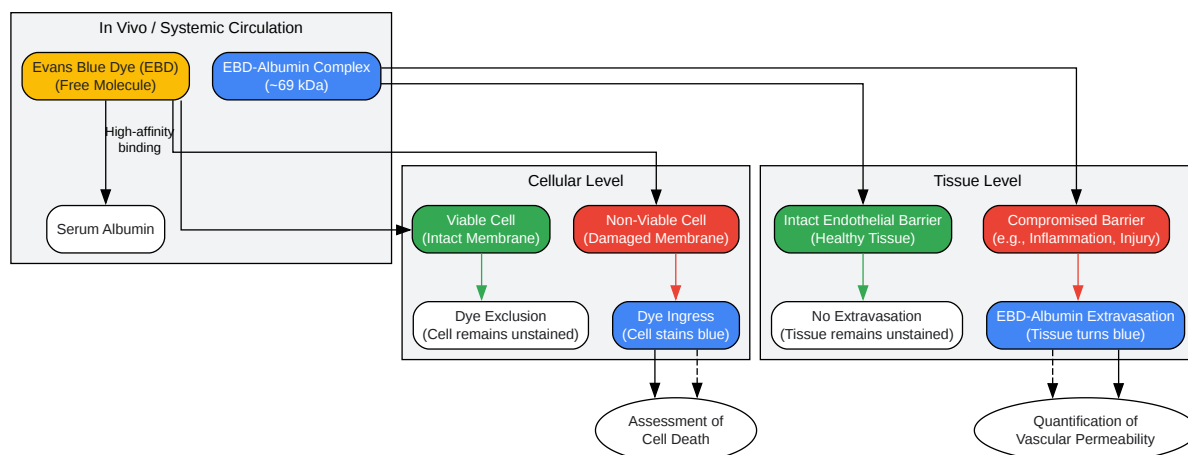 In Vivo / Systemic Circulation
Evans Blue Dye (EBD)
(Free Molecule)
EBD-Albumin Complex
(~69 kDa)
High-affinity
binding
Serum Albumin
Cellular Level
Viable Cell
(Intact Membrane)
Non-Viable Cell
(Damaged Membrane)
Dye Exclusion
(Cell remains unstained)
Dye Ingress
(Cell stains blue)
Tissue Level
Intact Endothelial Barrier
(Healthy Tissue)
Compromised Barrier
(e.g., Inflammation, Injury)
No Extravasation
(Tissue remains unstained)
EBD-Albumin Extravasation
(Tissue turns blue)
Assessment of
Cell Death
Quantification of
Vascular Permeability